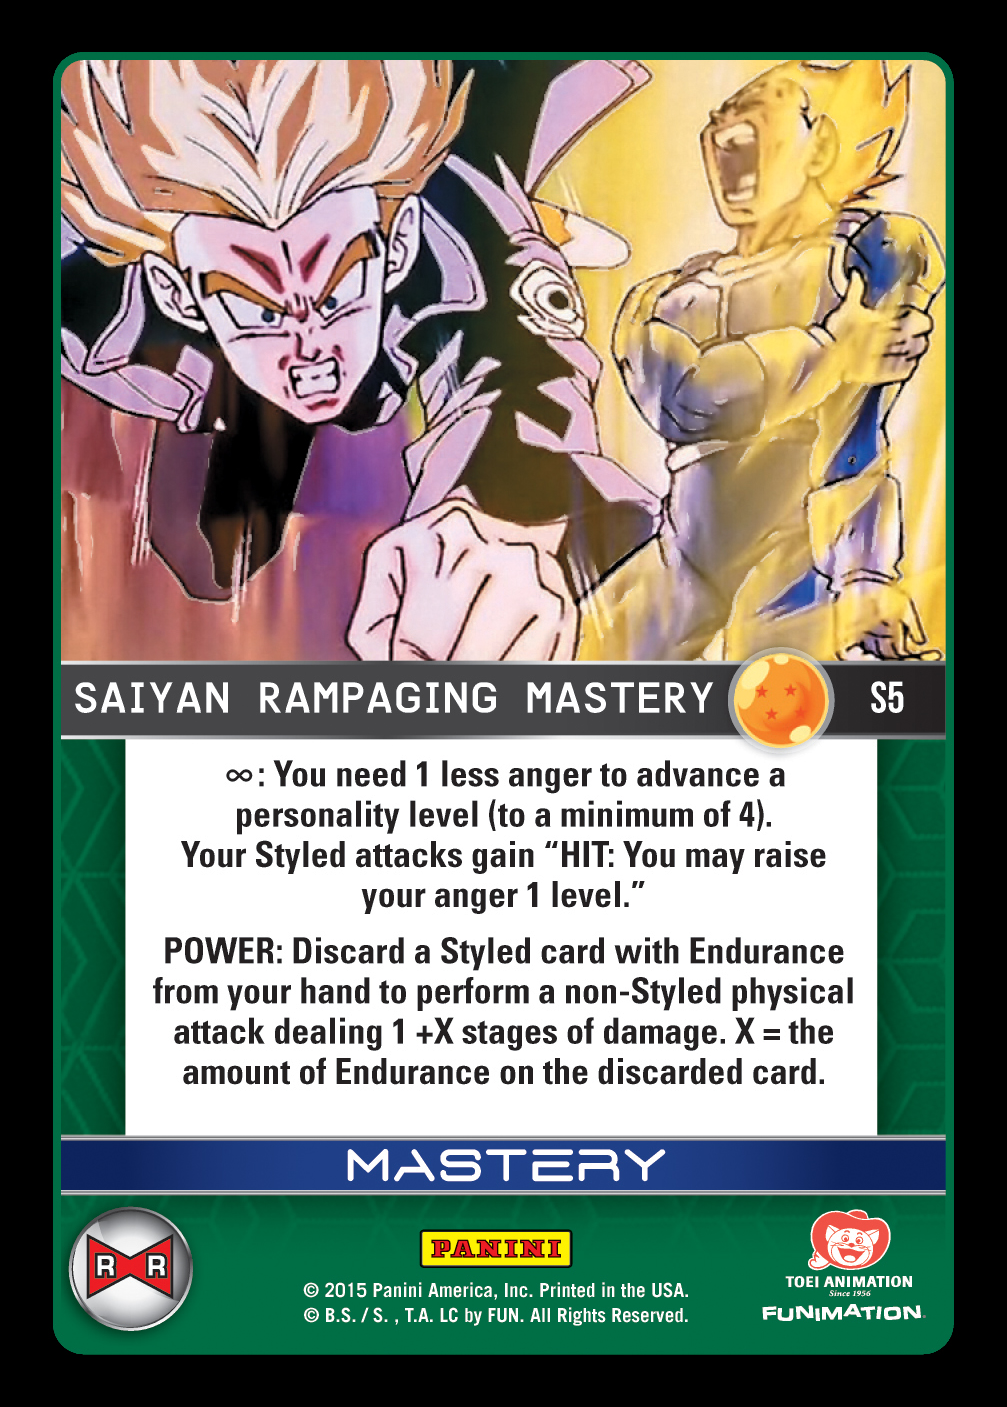 SAIYAN RAMPAGING MASTERY S5
∞: You need 1 less anger to advance a
personality level (to a minimum of 4).
Your Styled attacks gain “HIT: You may raise
your anger 1 level.”
POWER: Discard a Styled card with Endurance
from your hand to perform a non-Styled physical
attack dealing 1 +X stages of damage. X = the
amount of Endurance on the discarded card.
MASTERY
R R
PANINI
© 2015 Panini America, Inc. Printed in the USA.
© B.S. / S. , T.A. LC by FUN. All Rights Reserved.
TOEI ANIMATION
Since 1956
FUNIMATION